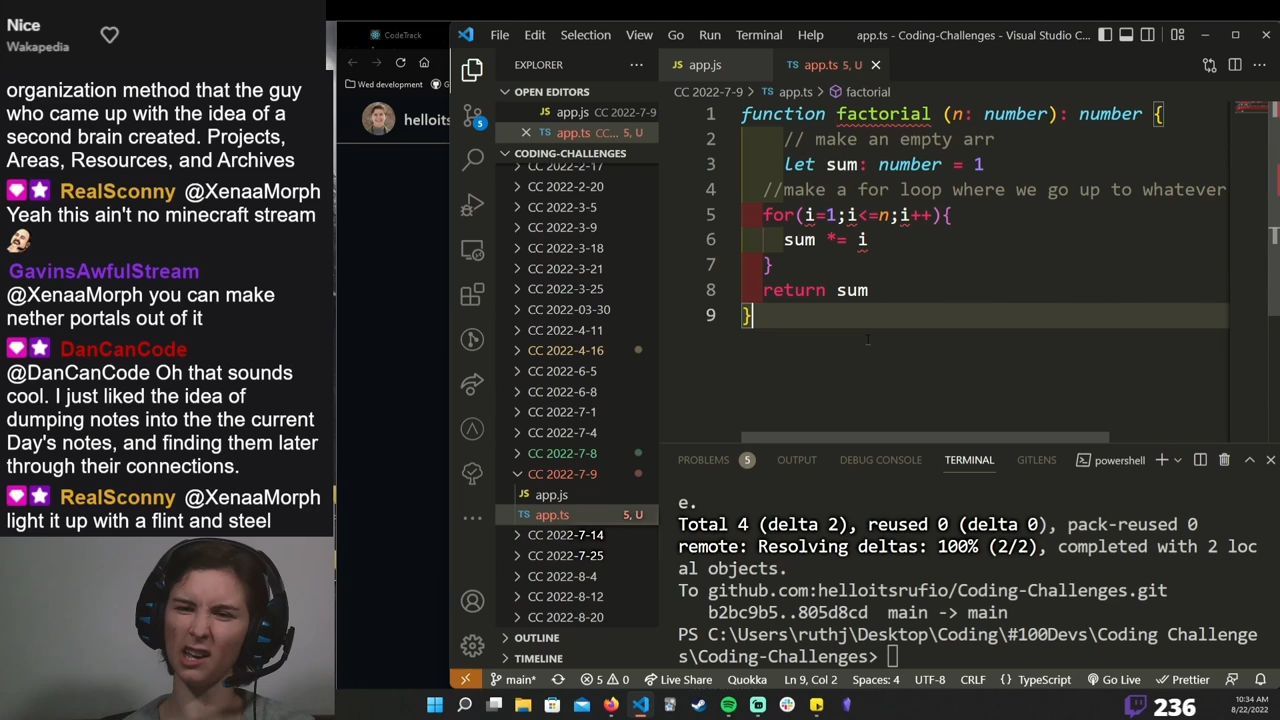 Nice
Wakapedia
organization method that the guy
who came up with the idea of a
second brain created. Projects,
Areas, Resources, and Archives
RealSconny @XenaaMorph
Yeah this ain't no minecraft stream
GavinsAwfulStream
@XenaaMorph you can make
nether portals out of it
DanCanCode
@DanCanCode Oh that sounds
cool. I just liked the idea of
dumping notes into the the current
Day's notes, and finding them later
through their connections.
RealSconny @XenaaMorph
light it up with a flint and steel
CodeTrack
Wed development
helloits
File Edit Selection View Go Run Terminal Help
app.ts - Coding-Challenges - Visual Studio C...
EXPLORER
OPEN EDITORS
app.js CC 2022-7-9
app.ts CC... 5, U
CODING-CHALLENGES
CC 2022-2-17
CC 2022-2-20
CC 2022-3-5
CC 2022-3-9
CC 2022-3-18
CC 2022-3-21
CC 2022-3-25
CC 2022-03-30
CC 2022-4-11
CC 2022-4-16
CC 2022-6-5
CC 2022-6-8
CC 2022-7-1
CC 2022-7-4
CC 2022-7-8
CC 2022-7-9
app.js
app.ts 5, U
CC 2022-7-14
CC 2022-7-25
CC 2022-8-4
CC 2022-8-12
CC 2022-8-20
OUTLINE
TIMELINE
5
app.js
app.ts 5, U
CC 2022-7-9 > app.ts > factorial
1 function factorial (n: number): number {
2 // make an empty arr
3 let sum: number = 1
4 //make a for loop where we go up to whatever
5 for(i=1;i<=n;i++){
6 sum *= i
7 }
8 return sum
9 }
PROBLEMS 5 OUTPUT DEBUG CONSOLE TERMINAL GITLENS powershell
e.
Total 4 (delta 2), reused 0 (delta 0), pack-reused 0
remote: Resolving deltas: 100% (2/2), completed with 2 loc
al objects.
To github.com:helloitsrufio/Coding-Challenges.git
b2bc9b5..805d8cd main -> main
PS C:\Users\ruthj\Desktop\Coding\#100Devs\Coding Challenge
s\Coding-Challenges>
main* 5 0 Live Share Quokka Ln 9, Col 2 Spaces: 4 UTF-8 CRLF TypeScript Go Live Prettier
236
10:34 AM
8/22/2022